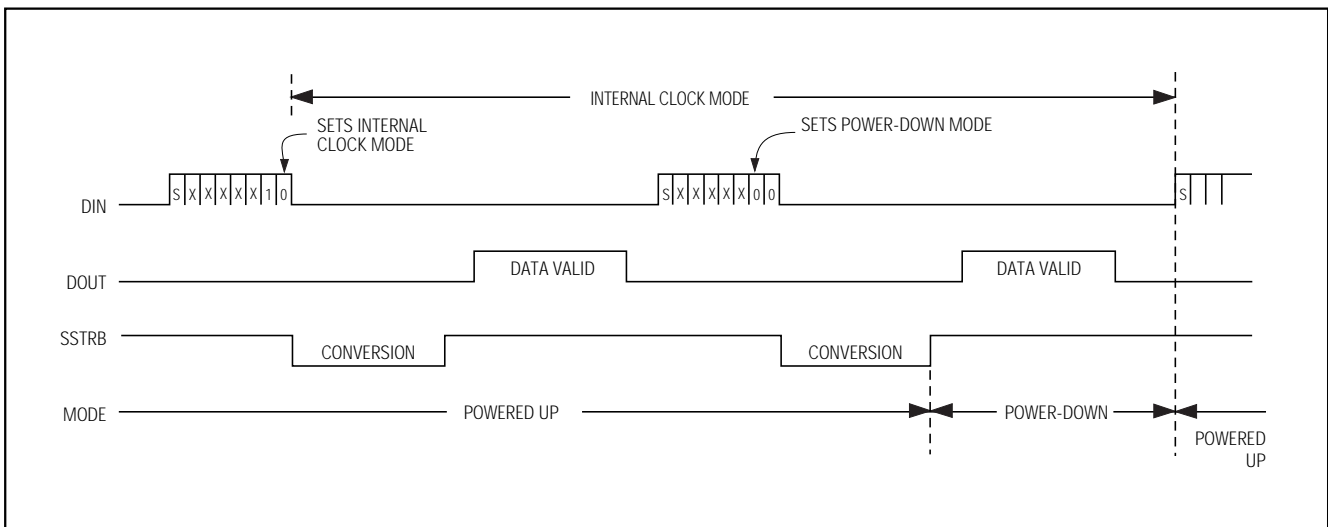 INTERNAL CLOCK MODE
SETS INTERNAL
CLOCK MODE
SETS POWER-DOWN MODE
DIN
S X X X X X 1 0
S X X X X X 0 0
S
DOUT
DATA VALID
DATA VALID
SSTRB
CONVERSION
CONVERSION
MODE
POWERED UP
POWER-DOWN
POWERED
UP